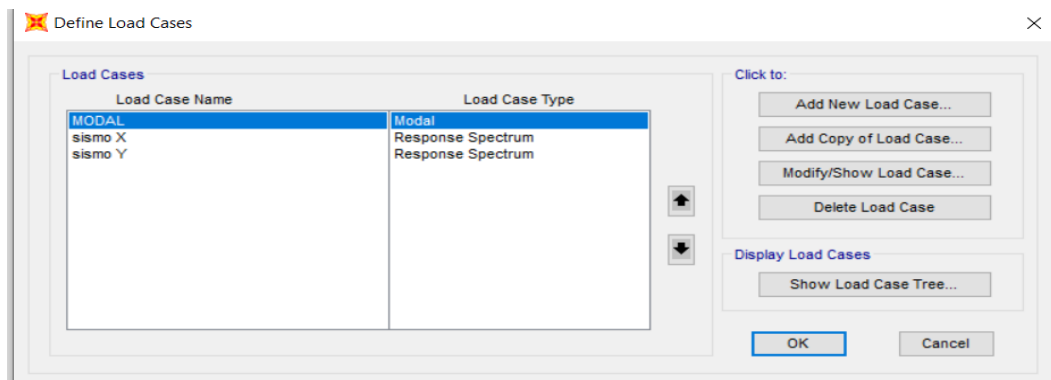 Define Load Cases
Load Cases
Load Case Name Load Case Type
MODAL Modal
sismo X Response Spectrum
sismo Y Response Spectrum
Click to:
Add New Load Case...
Add Copy of Load Case...
Modify/Show Load Case...
Delete Load Case
Display Load Cases
Show Load Case Tree...
OK Cancel